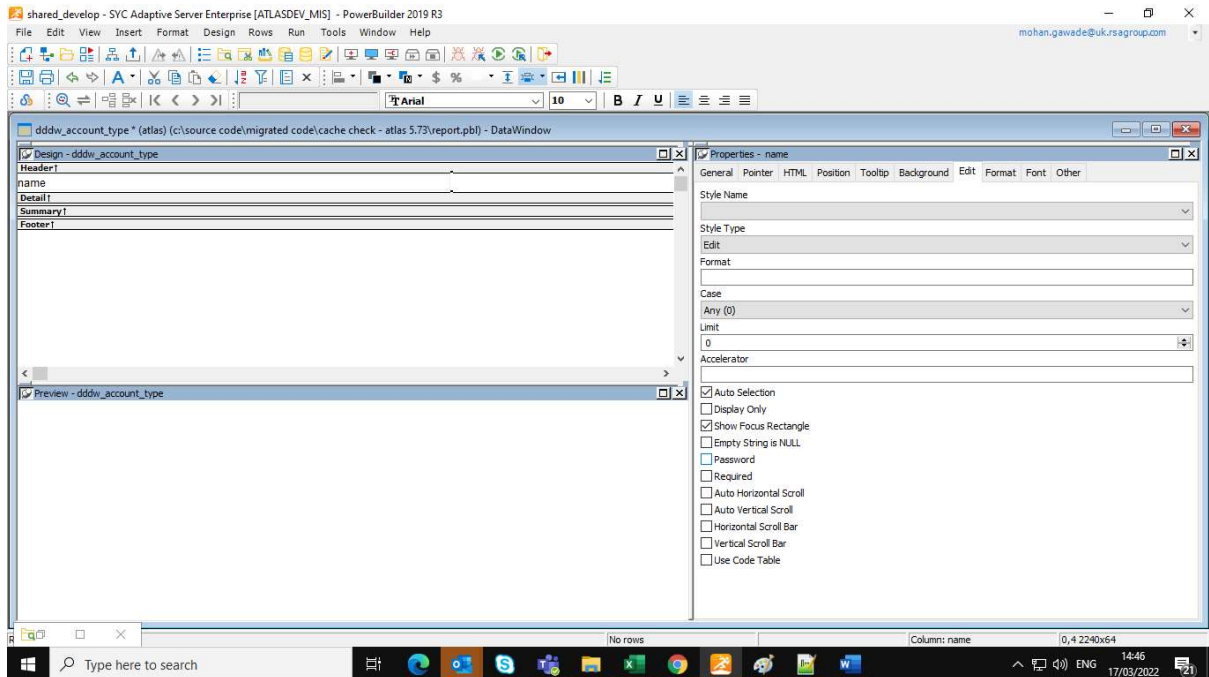 shared_develop - SYC Adaptive Server Enterprise [ATLASDEV_MIS] - PowerBuilder 2019 R3
File Edit View Insert Format Design Rows Run Tools Window Help
mohan.gawade@uk.rsagroup.com
Arial 10 B I U
dddw_account_type * (atlas) (c:\source code\migrated code\cache check - atlas 5.73\report.pbl) - DataWindow
Design - dddw_account_type
Header↑
name
Detail↑
Summary↑
Footer↑
Preview - dddw_account_type
Properties - name
General Pointer HTML Position Tooltip Background Edit Format Font Other
Style Name
Style Type
Edit
Format
Case
Any (0)
Limit
0
Accelerator
Auto Selection
Display Only
Show Focus Rectangle
Empty String is NULL
Password
Required
Auto Horizontal Scroll
Auto Vertical Scroll
Horizontal Scroll Bar
Vertical Scroll Bar
Use Code Table
No rows
Column: name
0,4 2240x64
Type here to search
ENG
14:46
17/03/2022
21